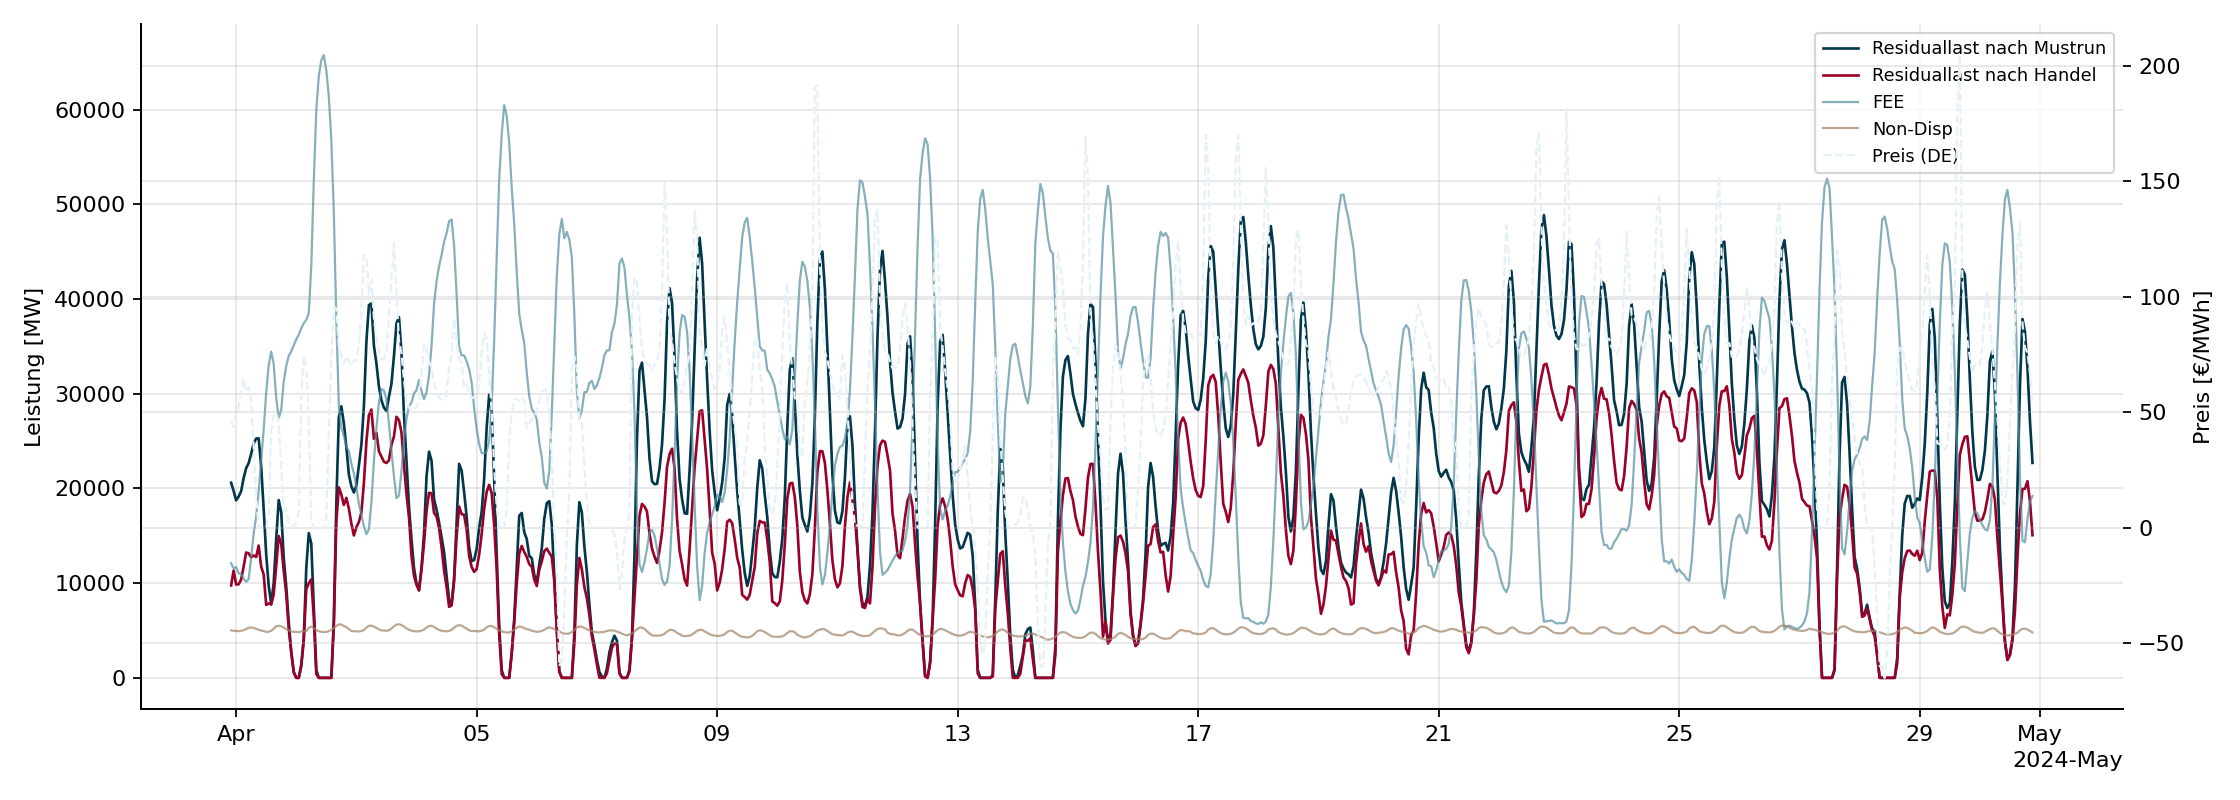 Residuallast nach Mustrun
Residuallast nach Handel
FEE
Non-Disp
Preis (DE)
Leistung [MW]
60000
50000
40000
30000
20000
10000
0
Preis [€/MWh]
200
150
100
50
0
−50
Apr 05 09 13 17 21 25 29 May
2024-May